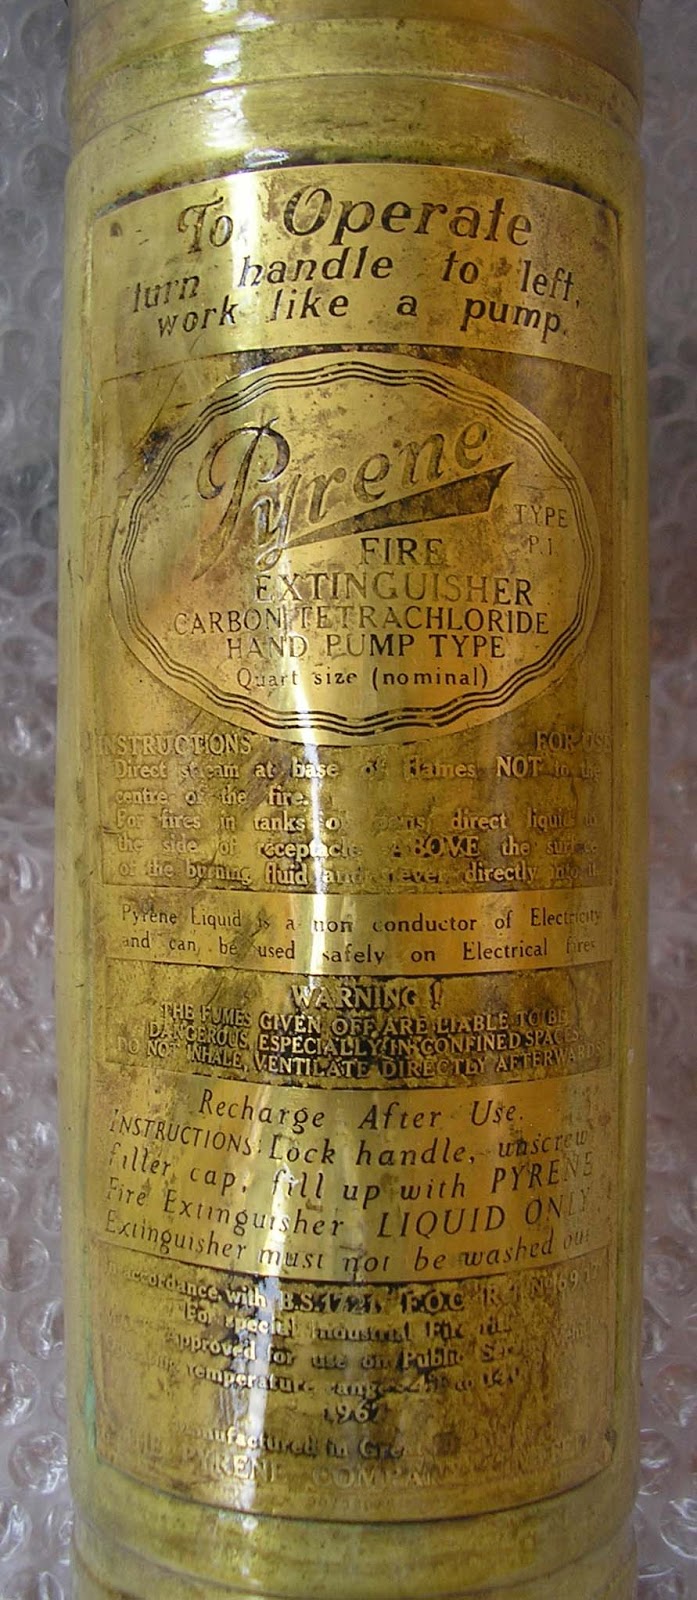 To Operate
turn handle to left,
work like a pump.
Pyrene
TYPE
P.1.
FIRE
EXTINGUISHER
CARBON TETRACHLORIDE
HAND PUMP TYPE
Quart size (nominal)
INSTRUCTIONS FOR USE
Direct stream at base of flames NOT in the
centre of the fire.
For fires in tanks or direct liquid to
the side of receptacle ABOVE the surface
of the burning fluid and never directly into it
Pyrene Liquid is a non conductor of Electricity
and can be used safely on Electrical fires
WARNING!
THE FUMES GIVEN OFF ARE LIABLE TO BE
DANGEROUS, ESPECIALLY IN CONFINED SPACES
DO NOT INHALE, VENTILATE DIRECTLY AFTERWARDS
Recharge After Use.
INSTRUCTIONS: Lock handle, unscrew
filler cap, fill up with PYRENE
Fire Extinguisher LIQUID ONLY.
Extinguisher must not be washed out
In accordance with B.S.1721 F.O.C.
For special Industrial Fire
approved for use on Public
temperature range
Manufactured in
THE PYRENE COMPANY